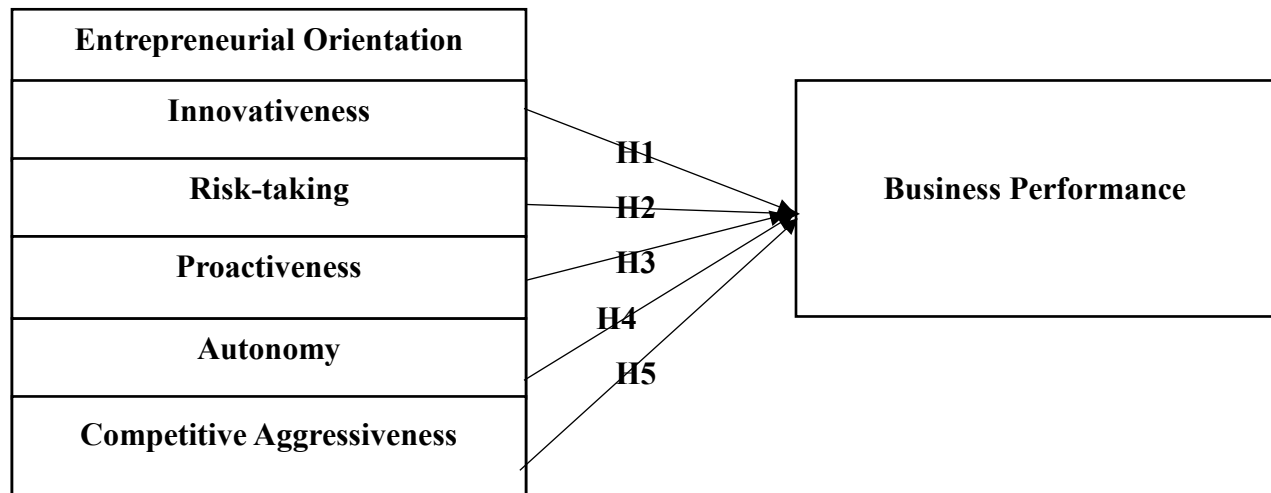 Entrepreneurial Orientation
Innovativeness
Risk-taking
Proactiveness
Autonomy
Competitive Aggressiveness
H1
H2
H3
H4
H5
Business Performance